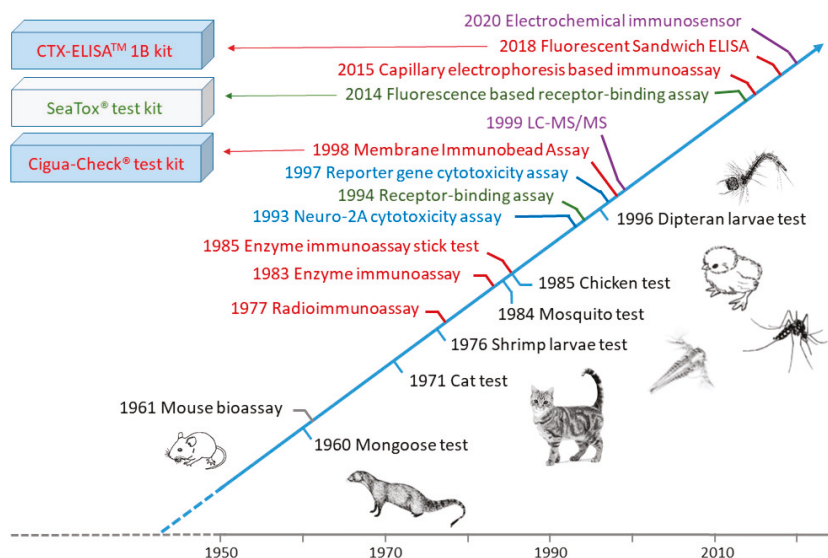 2020 Electrochemical immunosensor
CTX-ELISA™ 1B kit
2018 Fluorescent Sandwich ELISA
2015 Capillary electrophoresis based immunoassay
SeaTox® test kit
2014 Fluorescence based receptor-binding assay
1999 LC-MS/MS
Cigua-Check® test kit
1998 Membrane Immunobead Assay
1997 Reporter gene cytotoxicity assay
1994 Receptor-binding assay
1993 Neuro-2A cytotoxicity assay
1996 Dipteran larvae test
1985 Enzyme immunoassay stick test
1983 Enzyme immunoassay
1985 Chicken test
1977 Radioimmunoassay
1984 Mosquito test
1976 Shrimp larvae test
1971 Cat test
1961 Mouse bioassay
1960 Mongoose test
1950 1970 1990 2010